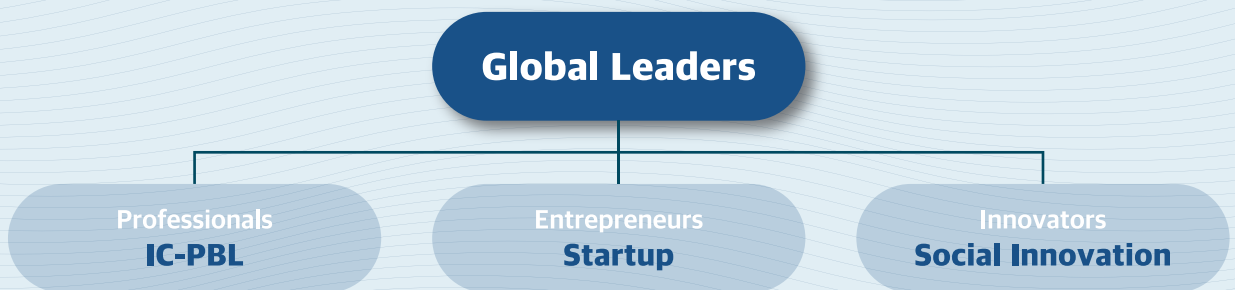 Global Leaders
Professionals
IC-PBL
Entrepreneurs
Startup
Innovators
Social Innovation